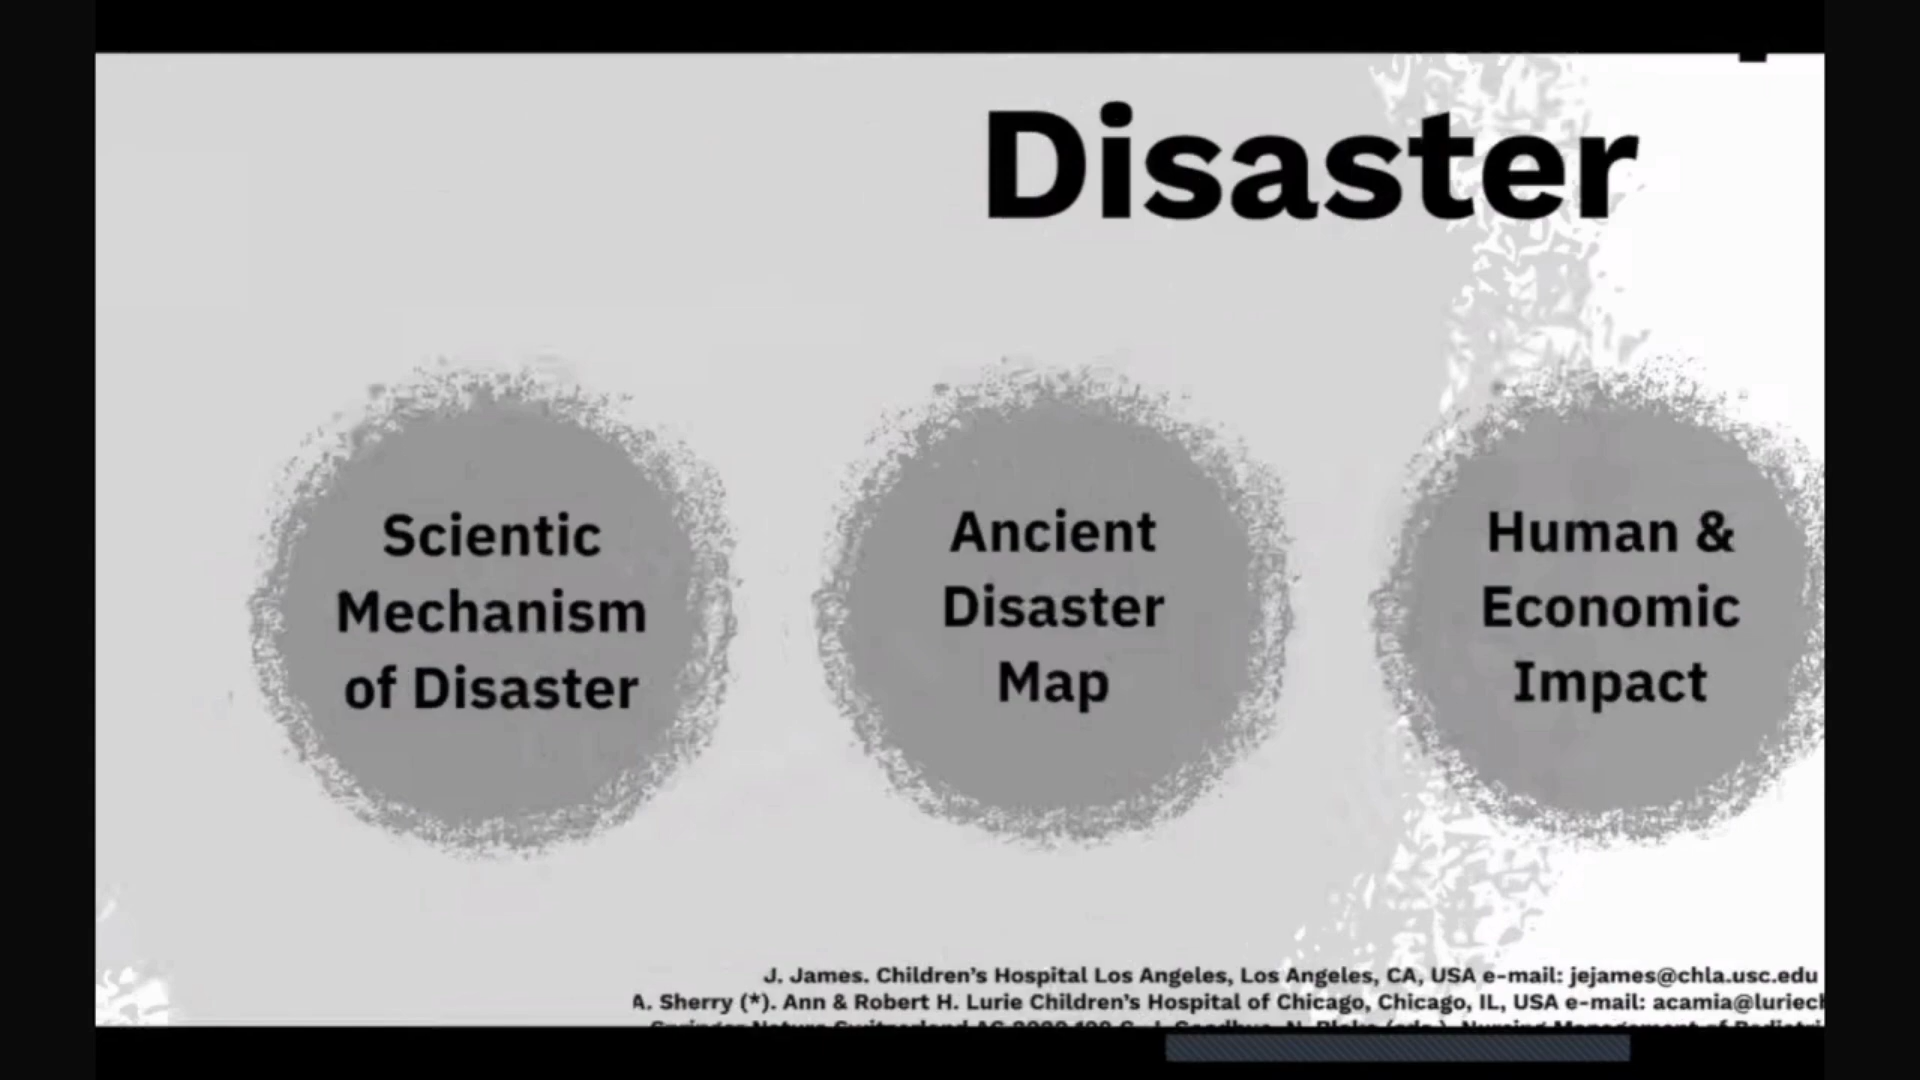 Disaster
Scientic
Mechanism
of Disaster
Ancient
Disaster
Map
Human &
Economic
Impact
J. James. Children's Hospital Los Angeles, Los Angeles, CA, USA e-mail: jejames@chla.usc.edu
A. Sherry (*). Ann & Robert H. Lurie Children's Hospital of Chicago, Chicago, IL, USA e-mail: acamia@luriech